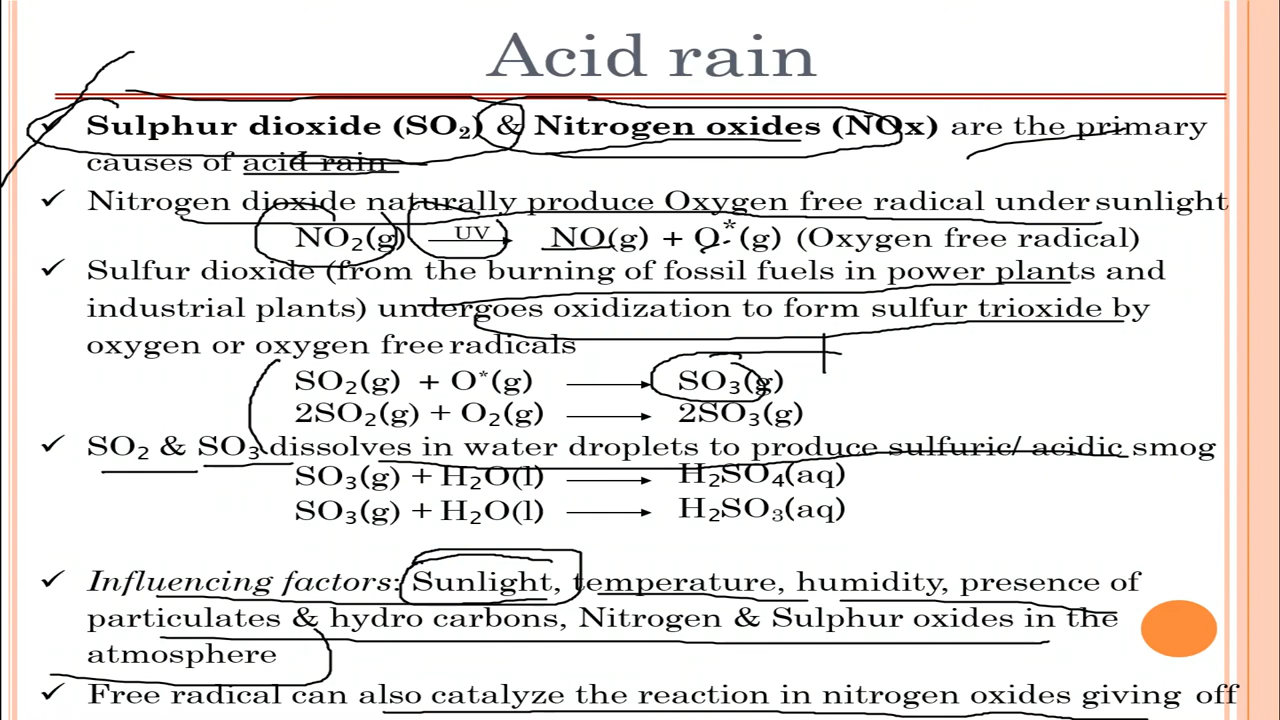 Acid rain
✓ Sulphur dioxide (SO₂) & Nitrogen oxides (NOx) are the primary
causes of acid rain
✓ Nitrogen dioxide naturally produce Oxygen free radical under sunlight
NO₂(g) UV NO(g) + O*(g) (Oxygen free radical)
✓ Sulfur dioxide (from the burning of fossil fuels in power plants and
industrial plants) undergoes oxidization to form sulfur trioxide by
oxygen or oxygen free radicals
SO₂(g) + O*(g) → SO₃(g)
2SO₂(g) + O₂(g) → 2SO₃(g)
✓ SO₂ & SO₃ dissolves in water droplets to produce sulfuric/ acidic smog
SO₃(g) + H₂O(l) → H₂SO₄(aq)
SO₃(g) + H₂O(l) → H₂SO₃(aq)
✓ Influencing factors: Sunlight, temperature, humidity, presence of
particulates & hydro carbons, Nitrogen & Sulphur oxides in the
atmosphere
✓ Free radical can also catalyze the reaction in nitrogen oxides giving off